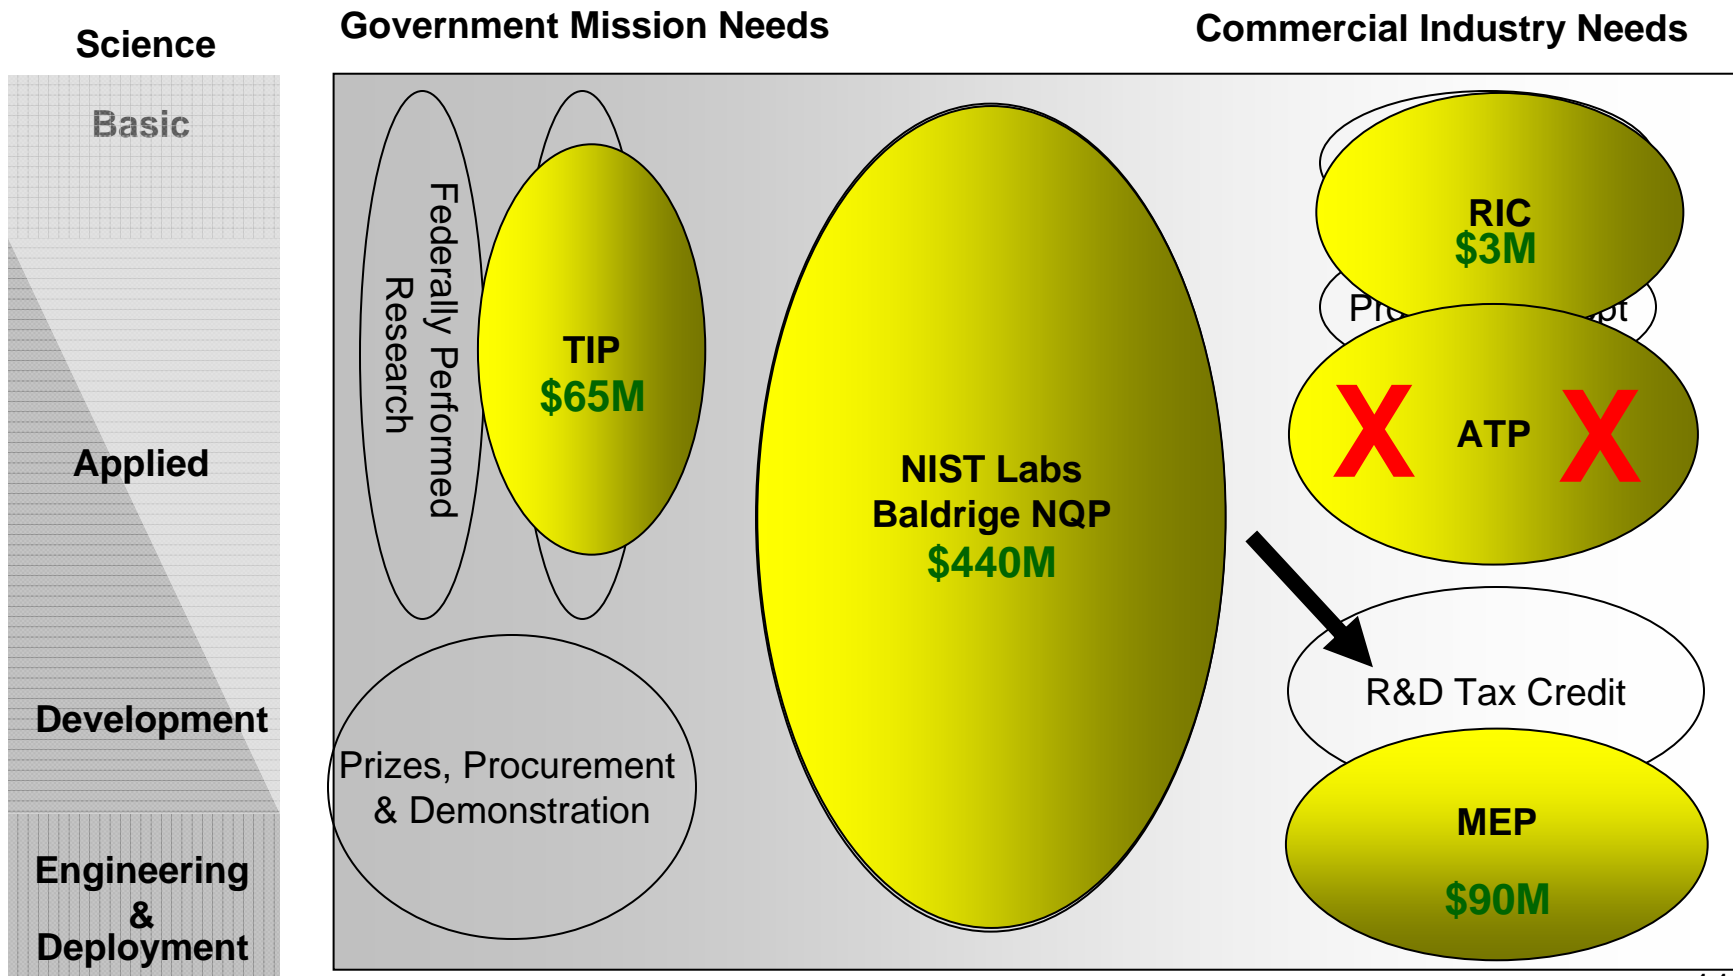 Government Mission Needs
Commercial Industry Needs
Science
Basic
Applied
Development
Engineering
&
Deployment
Federally Performed
Research
TIP
$65M
Prizes, Procurement
& Demonstration
NIST Labs
Baldrige NQP
$440M
RIC
$3M
X ATP X
R&D Tax Credit
MEP
$90M